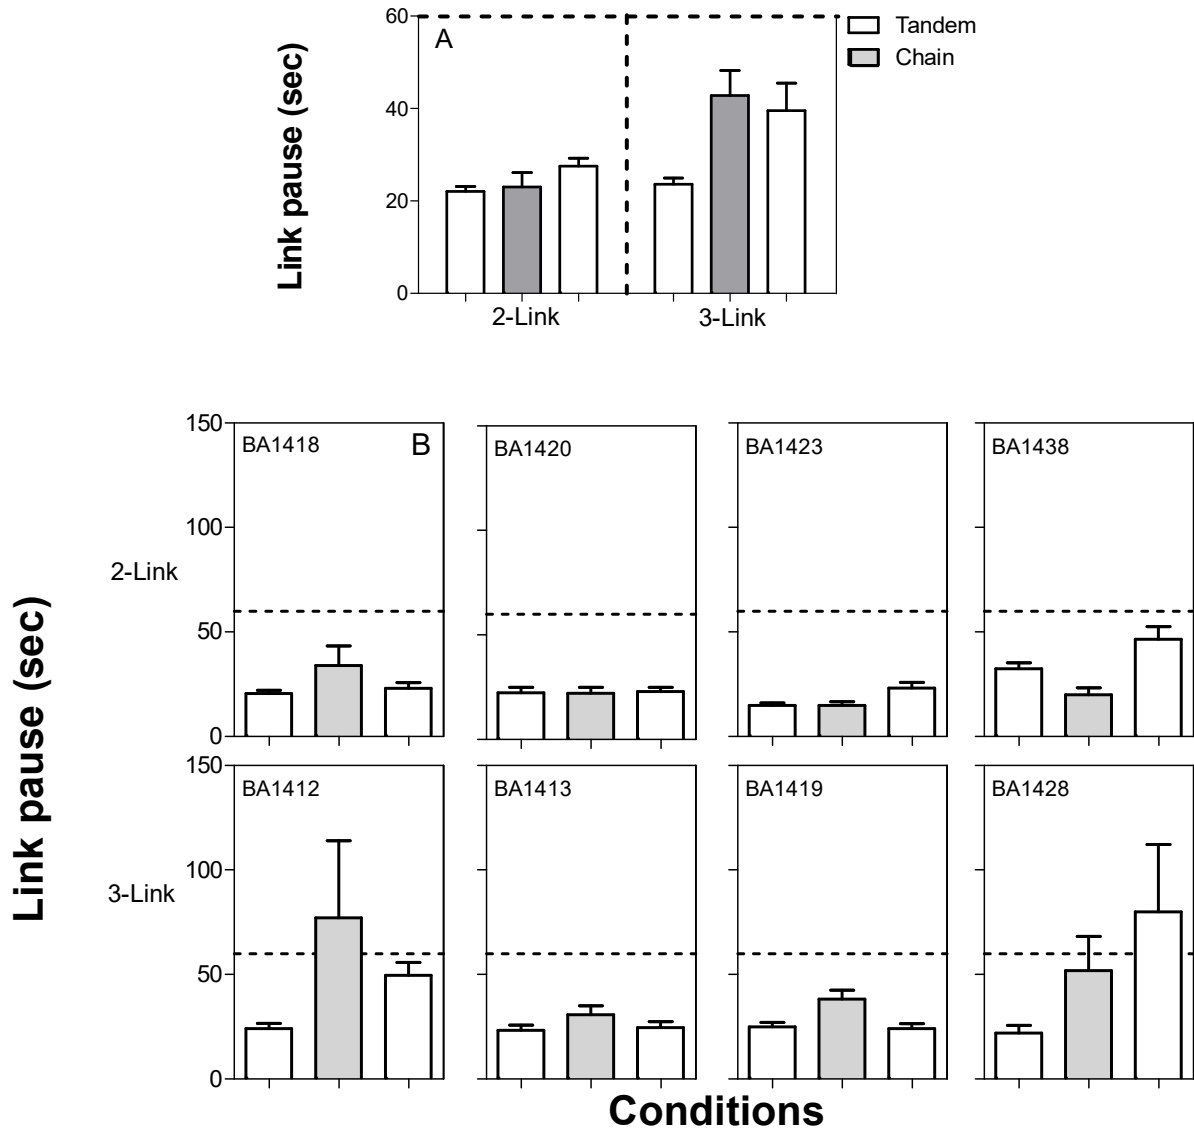 60
A
Tandem
Chain
40
20
0
Link pause (sec)
2-Link
3-Link
150
BA1418
B
BA1420
BA1423
BA1438
100
2-Link
50
0
150
BA1412
BA1413
BA1419
BA1428
100
3-Link
50
0
Link pause (sec)
Conditions